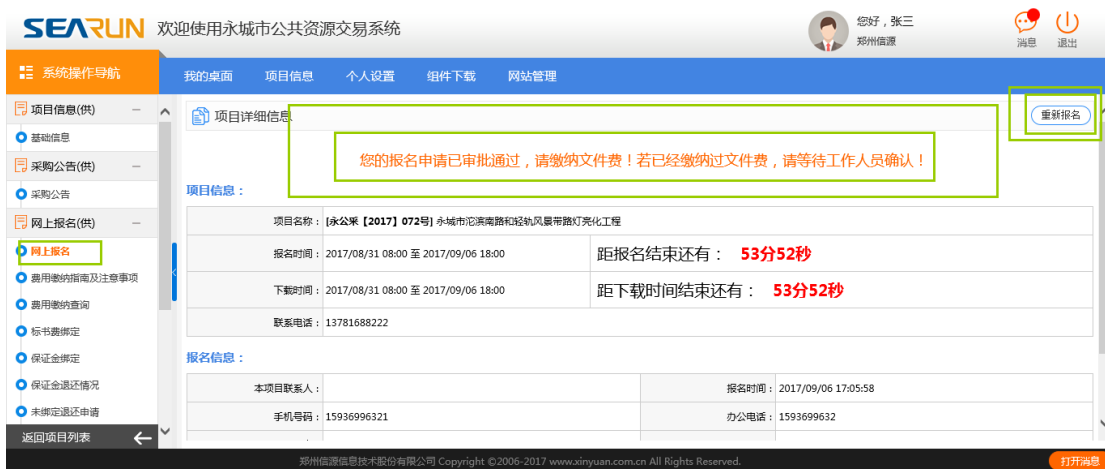 SEARUN 欢迎使用永城市公共资源交易系统
您好，张三
郑州信源
消息
退出
系统操作导航
我的桌面 项目信息 个人设置 组件下载 网站管理
项目信息(供)
基础信息
采购公告(供)
采购公告
网上报名(供)
网上报名
费用缴纳指南及注意事项
费用缴纳查询
标书费绑定
保证金绑定
保证金退还情况
未绑定退还申请
返回项目列表
项目详细信息
重新报名
您的报名申请已审批通过，请缴纳文件费！若已经缴纳过文件费，请等待工作人员确认！
项目信息：
项目名称： [永公采【2017】072号] 永城市沱滨南路和轻轨风景带路灯亮化工程
报名时间： 2017/08/31 08:00 至 2017/09/06 18:00 距报名结束还有： 53分52秒
下载时间： 2017/08/31 08:00 至 2017/09/06 18:00 距下载时间结束还有： 53分52秒
联系电话： 13781688222
报名信息：
本项目联系人： 报名时间： 2017/09/06 17:05:58
手机号码： 15936996321 办公电话： 1593699632
郑州信源信息技术股份有限公司 Copyright ©2006-2017 www.xinyuan.com.cn All Rights Reserved.
打开消息